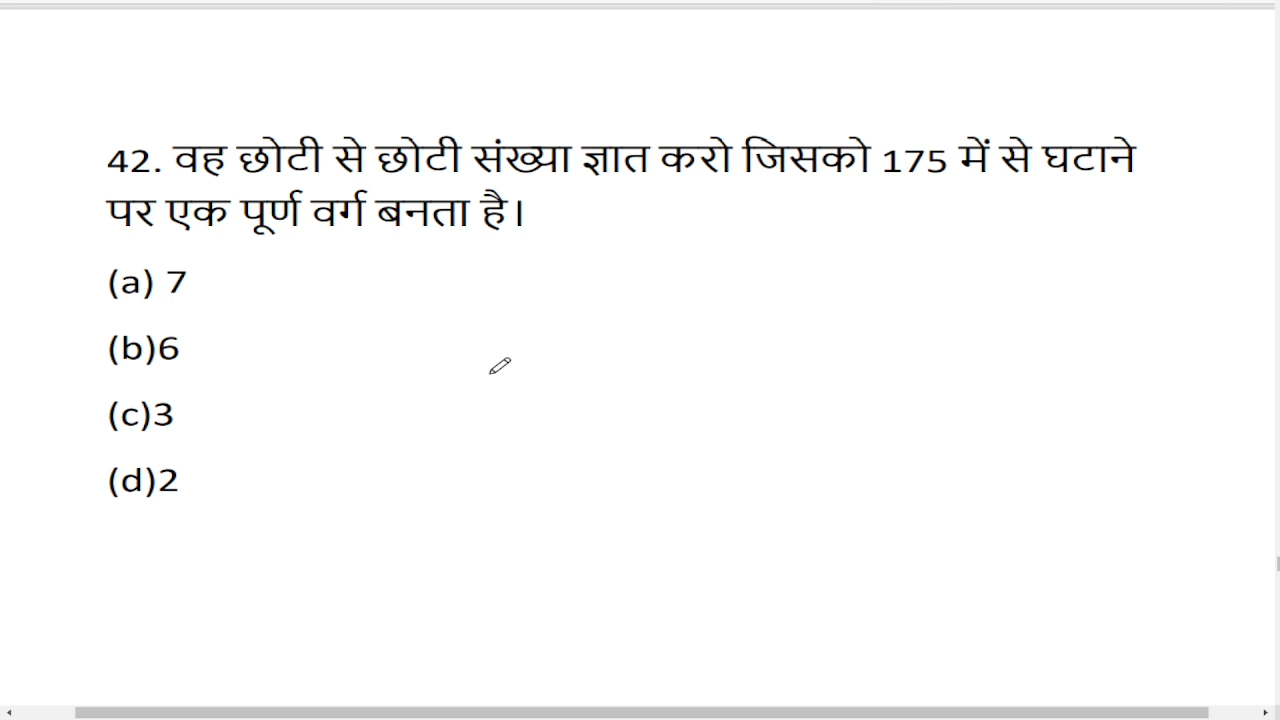 42. वह छोटी से छोटी संख्या ज्ञात करो जिसको 175 में से घटाने
पर एक पूर्ण वर्ग बनता है।
(a) 7
(b)6
(c)3
(d)2